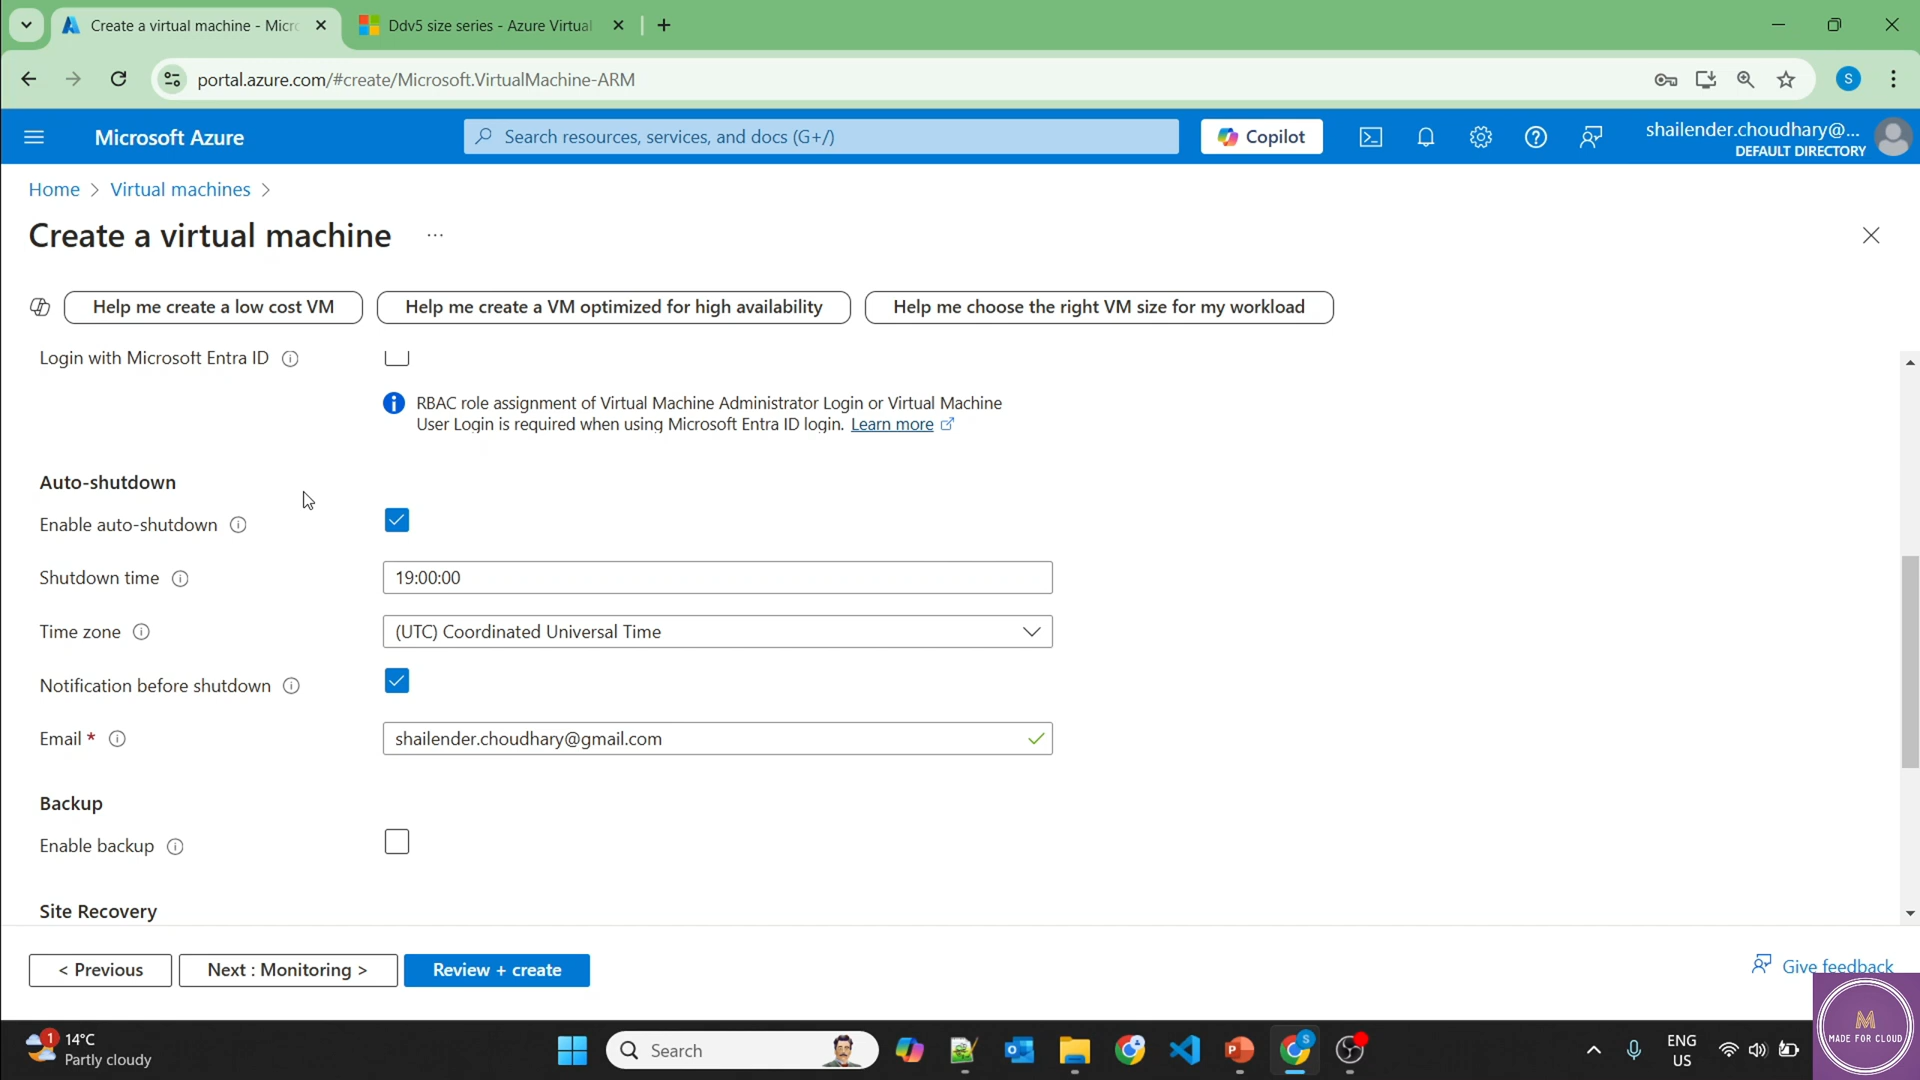 Create a virtual machine - Micro
Ddv5 size series - Azure Virtual
portal.azure.com/#create/Microsoft.VirtualMachine-ARM
S
Microsoft Azure
Search resources, services, and docs (G+/)
Copilot
shailender.choudhary@...
DEFAULT DIRECTORY
Home > Virtual machines >
Create a virtual machine ...
Help me create a low cost VM
Help me create a VM optimized for high availability
Help me choose the right VM size for my workload
Login with Microsoft Entra ID
RBAC role assignment of Virtual Machine Administrator Login or Virtual Machine
User Login is required when using Microsoft Entra ID login. Learn more
Auto-shutdown
Enable auto-shutdown
Shutdown time
19:00:00
Time zone
(UTC) Coordinated Universal Time
Notification before shutdown
Email *
shailender.choudhary@gmail.com
Backup
Enable backup
Site Recovery
< Previous
Next : Monitoring >
Review + create
Give feedback
M
MADE FOR CLOUD
1
14°C
Partly cloudy
Search
S
ENG
US